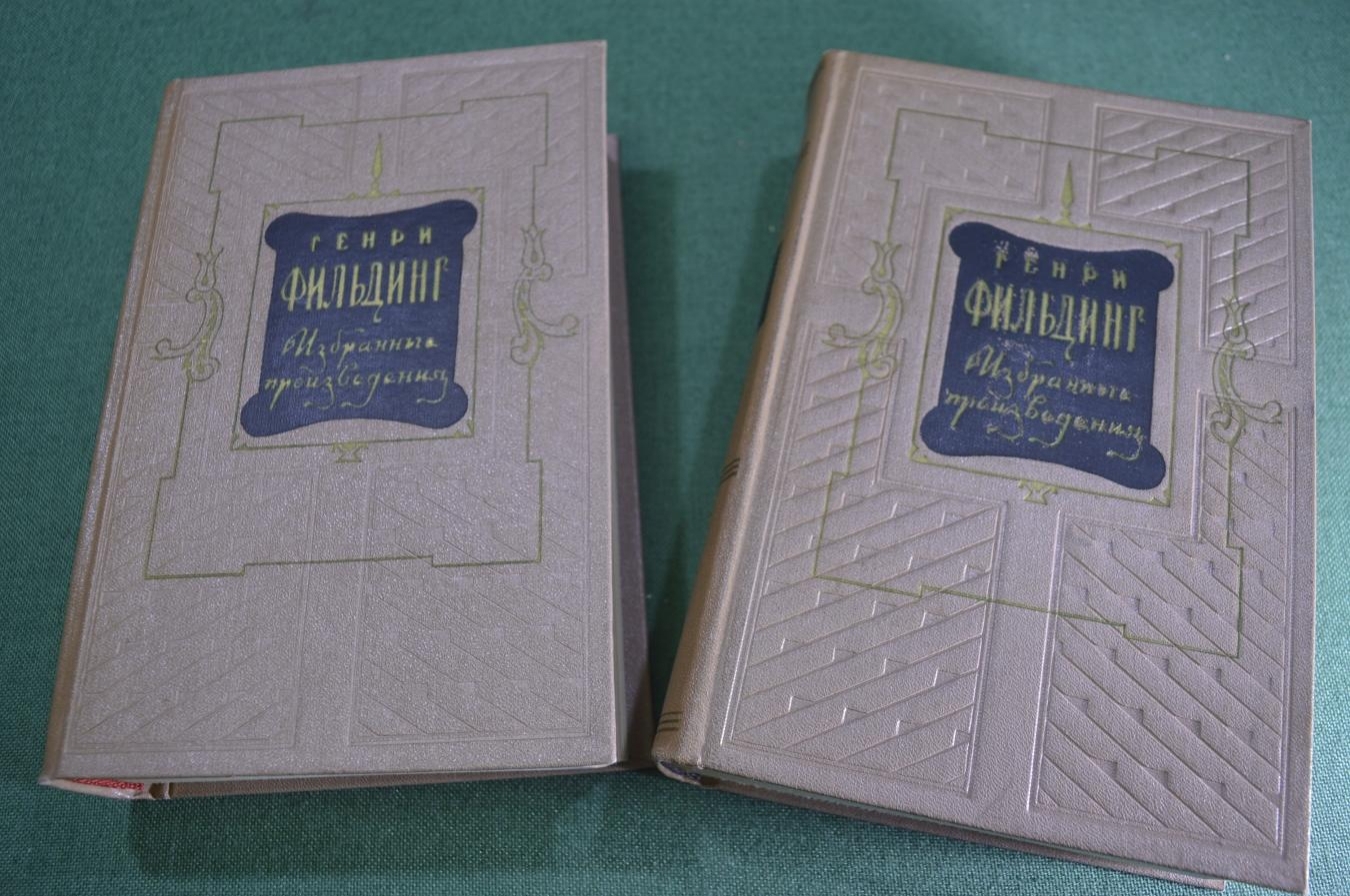 ГЕНРИ
ФИЛЬДИНГ
Избранные
произведения
ГЕНРИ
ФИЛЬДИНГ
Избранные
произведения